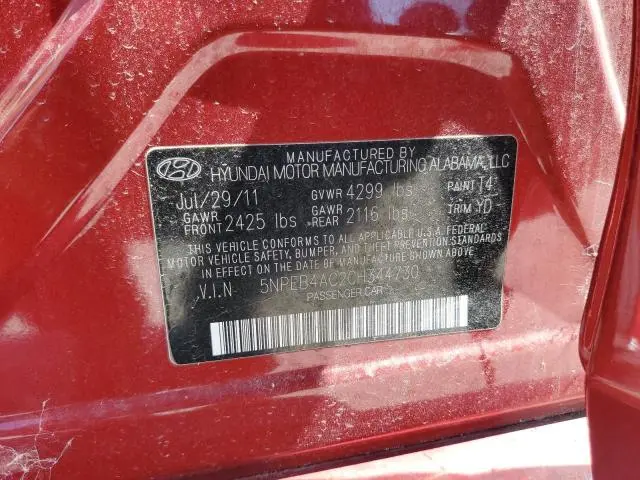 MANUFACTURED BY
HYUNDAI MOTOR MANUFACTURING ALABAMA, LLC
Jul/29/11 GVWR 4299 lbs PAINT T4
GAWR FRONT 2425 lbs GAWR REAR 2116 lbs TRIM YD
THIS VEHICLE CONFORMS TO ALL APPLICABLE U.S.A. FEDERAL
MOTOR VEHICLE SAFETY, BUMPER, AND THEFT PREVENTION STANDARDS
IN EFFECT ON THE DATE OF MANUFACTURE SHOWN ABOVE
V.I.N 5NPEB4AC2CH344730
PASSENGER CAR